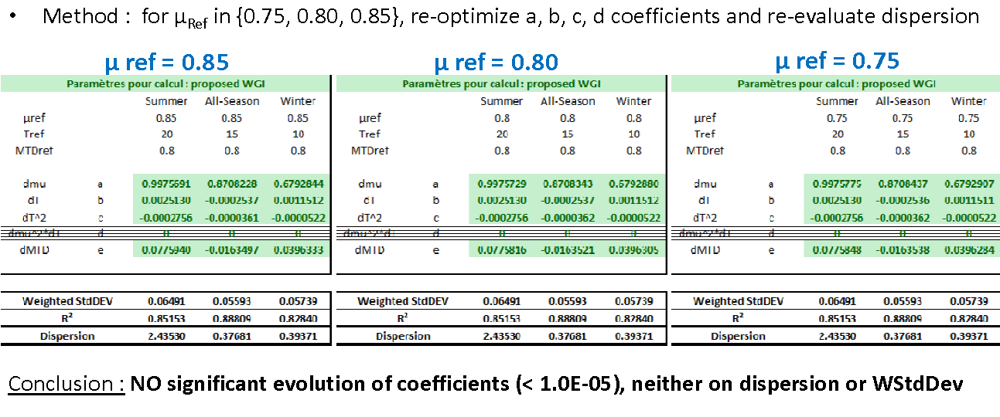 • Method : for μRef in {0.75, 0.80, 0.85}, re-optimize a, b, c, d coefficients and re-evaluate dispersion
μ ref = 0.85 μ ref = 0.80 μ ref = 0.75
Paramètres pour calcul : proposed WGI Paramètres pour calcul : proposed WGI Paramètres pour calcul : proposed WGI
Summer All-Season Winter Summer All-Season Winter Summer All-Season Winter
μref 0.85 0.85 0.85 μref 0.8 0.8 0.8 μref 0.75 0.75 0.75
Tref 20 15 10 Tref 20 15 10 Tref 20 15 10
MTDref 0.8 0.8 0.8 MTDref 0.8 0.8 0.8 MTDref 0.8 0.8 0.8
dmu a 0.9975691 0.8708228 0.6792844 dmu a 0.9975729 0.8708343 0.6792880 dmu a 0.9975775 0.8708437 0.6792907
dT b 0.0025130 -0.0002537 0.0011512 dT b 0.0025130 -0.0002537 0.0011512 dT b 0.0025130 -0.0002536 0.0011511
dT^2 c -0.0002756 -0.0000361 -0.0000522 dT^2 c -0.0002756 -0.0000362 -0.0000522 dT^2 c -0.0002756 -0.0000362 -0.0000522
dmu^2*dT d 0 0 0 dmu^2*dT d 0 0 0 dmu^2*dT d 0 0 0
dMTD e 0.0775940 -0.0163497 0.0396333 dMTD e 0.0775816 -0.0163521 0.0396305 dMTD e 0.0775848 -0.0163538 0.0396284
Weighted StdDEV 0.06491 0.05593 0.05739 Weighted StdDEV 0.06491 0.05593 0.05739 Weighted StdDEV 0.06491 0.05593 0.05739
R² 0.85153 0.88809 0.82840 R² 0.85153 0.88809 0.82840 R² 0.85153 0.88809 0.82840
Dispersion 2.43530 0.37681 0.39371 Dispersion 2.43530 0.37681 0.39371 Dispersion 2.43530 0.37681 0.39371
Conclusion : NO significant evolution of coefficients (< 1.0E-05), neither on dispersion or WStdDev